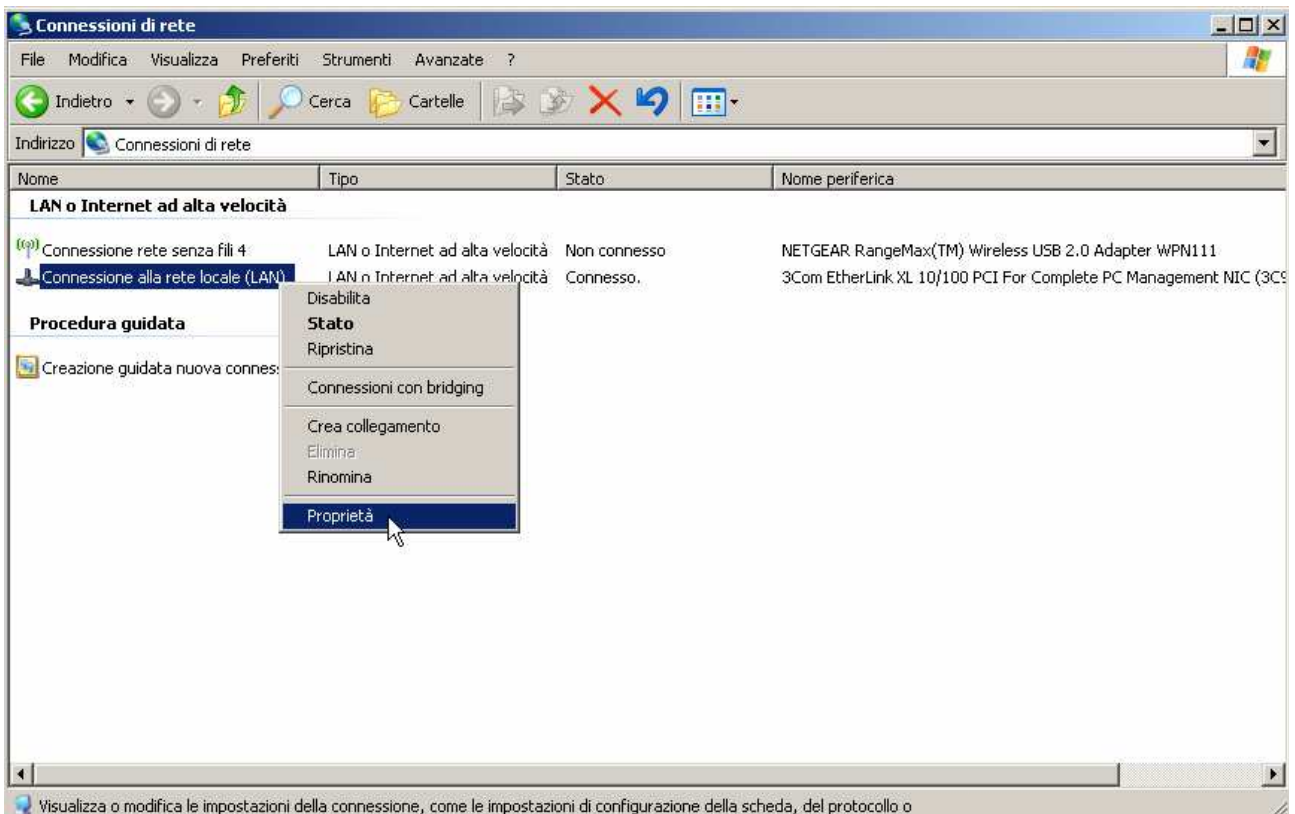 Connessioni di rete
File Modifica Visualizza Preferiti Strumenti Avanzate ?
Indietro Cerca Cartelle
Indirizzo Connessioni di rete
Nome Tipo Stato Nome periferica
LAN o Internet ad alta velocità
Connessione rete senza fili 4 LAN o Internet ad alta velocità Non connesso NETGEAR RangeMax(TM) Wireless USB 2.0 Adapter WPN111
Connessione alla rete locale (LAN) LAN o Internet ad alta velocità Connesso. 3Com EtherLink XL 10/100 PCI For Complete PC Management NIC (3C9
Disabilita
Procedura guidata
Stato
Ripristina
Creazione guidata nuova conness
Connessioni con bridging
Crea collegamento
Elimina
Rinomina
Proprietà
Visualizza o modifica le impostazioni della connessione, come le impostazioni di configurazione della scheda, del protocollo o